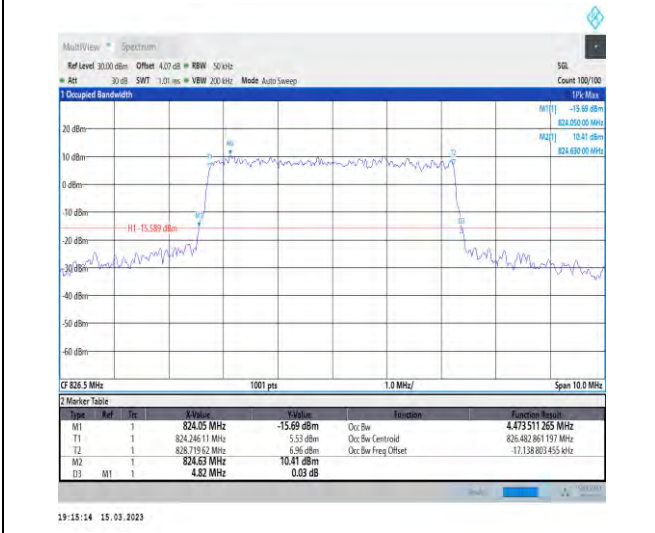 MultiView Spectrum
Ref Level 30.00 dBm Offset 4.07 dB RBW 50 kHz SGL
Att 30 dB SWT 1.01 ms VBW 200 kHz Mode Auto Sweep Count 100/100
1 Occupied Bandwidth 1Pk Max
M1[1] -15.69 dBm
824.050 00 MHz
M2[1] 10.41 dBm
824.630 00 MHz
20 dBm
10 dBm
0 dBm
-10 dBm
H1 -15.589 dBm
-20 dBm
-30 dBm
-40 dBm
-50 dBm
-60 dBm
M2
T1
T2
M1
D3
CF 826.5 MHz 1001 pts 1.0 MHz/ Span 10.0 MHz
2 Marker Table
Type Ref Trc X-Value Y-Value Function Function Result
M1 1 824.05 MHz -15.69 dBm Occ Bw 4.473 511 265 MHz
T1 1 824.246 11 MHz 5.53 dBm Occ Bw Centroid 826.482 861 197 MHz
T2 1 828.719 62 MHz 6.96 dBm Occ Bw Freq Offset -17.138 803 455 kHz
M2 1 824.63 MHz 10.41 dBm
D3 M1 1 4.82 MHz 0.03 dB
19:15:14 15.03.2023